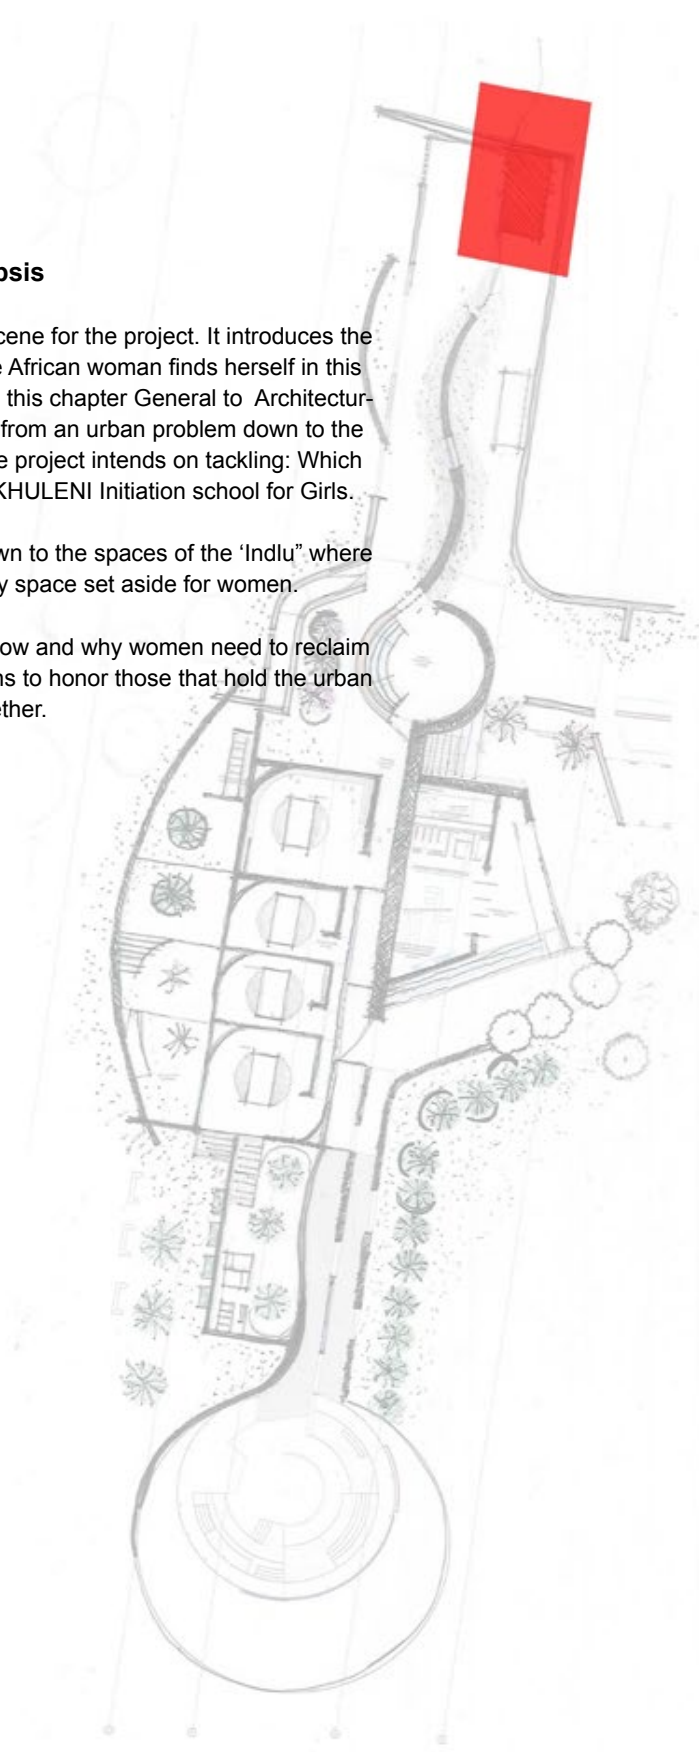 osis
cene for the project. It introduces the
e African woman finds herself in this
this chapter General to Architectur-
from an urban problem down to the
e project intends on tackling: Which
KHULENI Initiation school for Girls.
wn to the spaces of the ‘Indlu” where
y space set aside for women.
ow and why women need to reclaim
ns to honor those that hold the urban
ether.